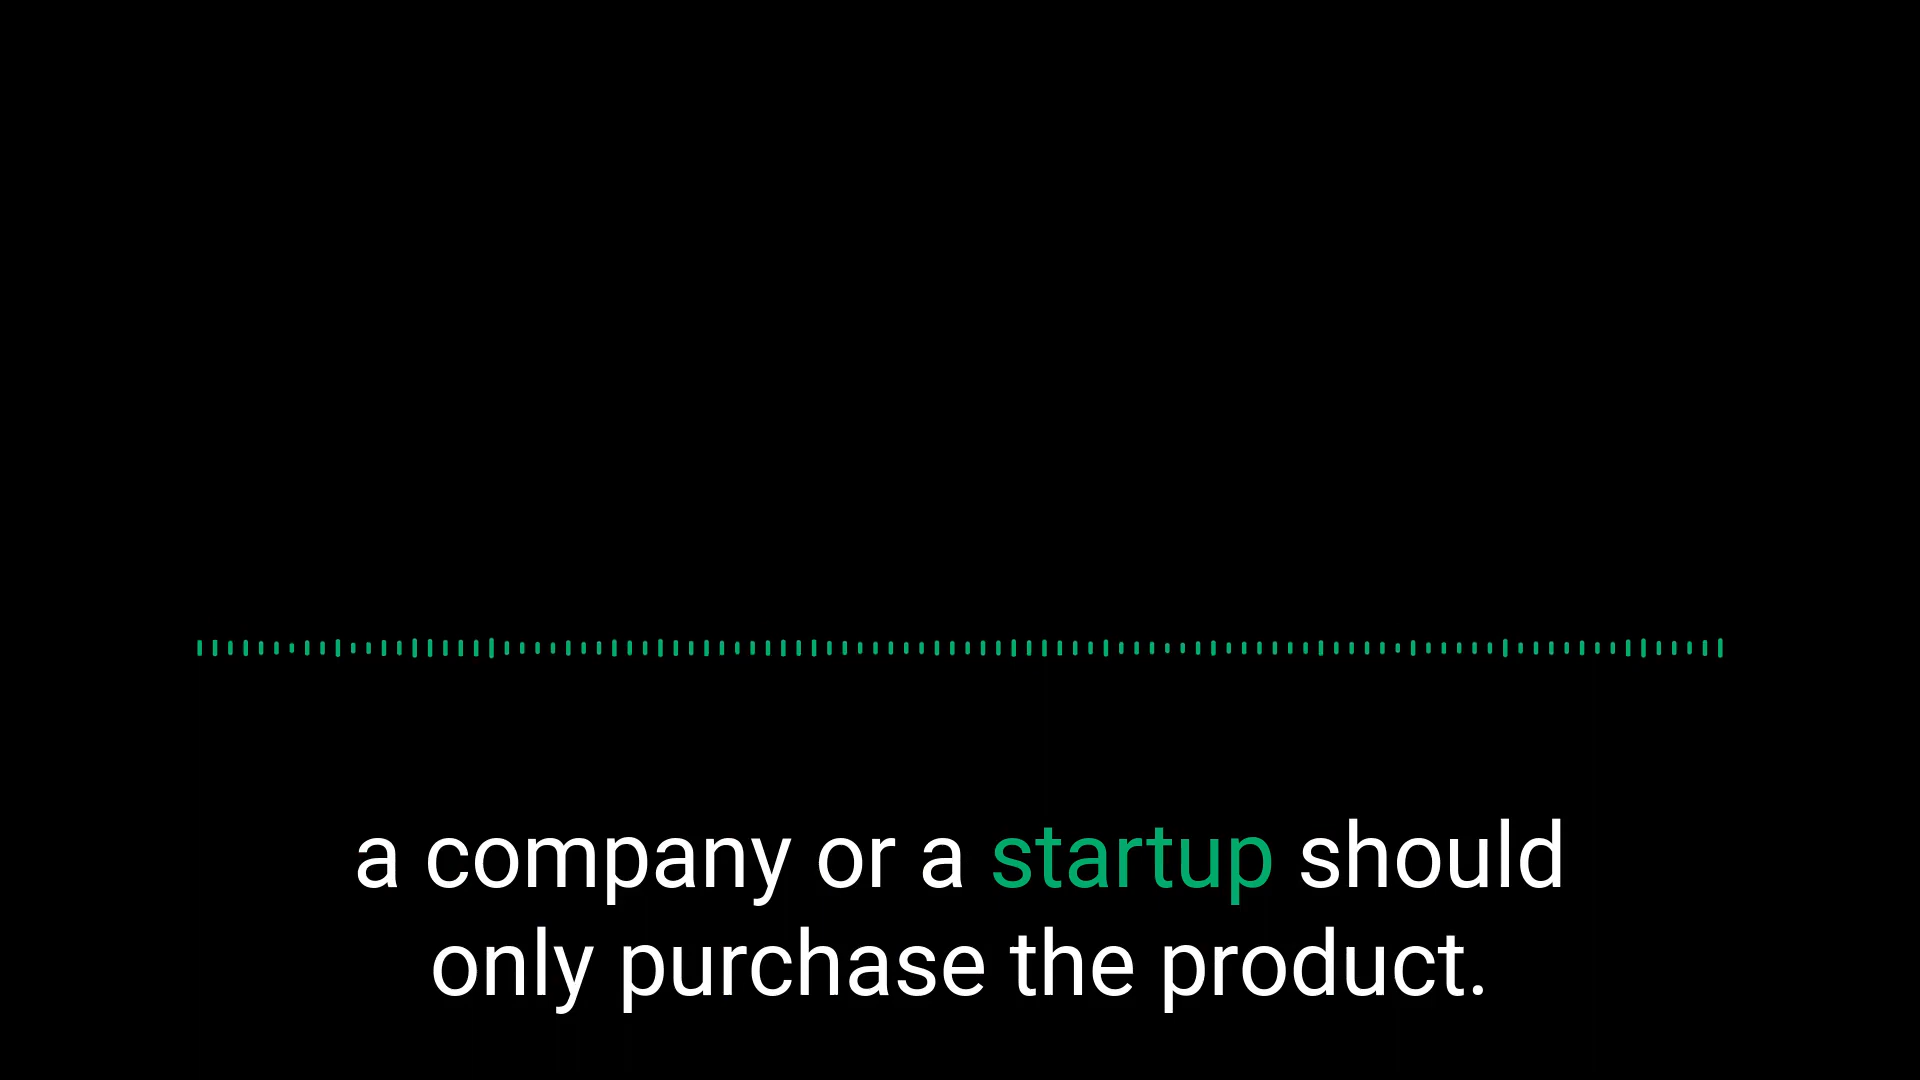 a company or a startup should
only purchase the product.